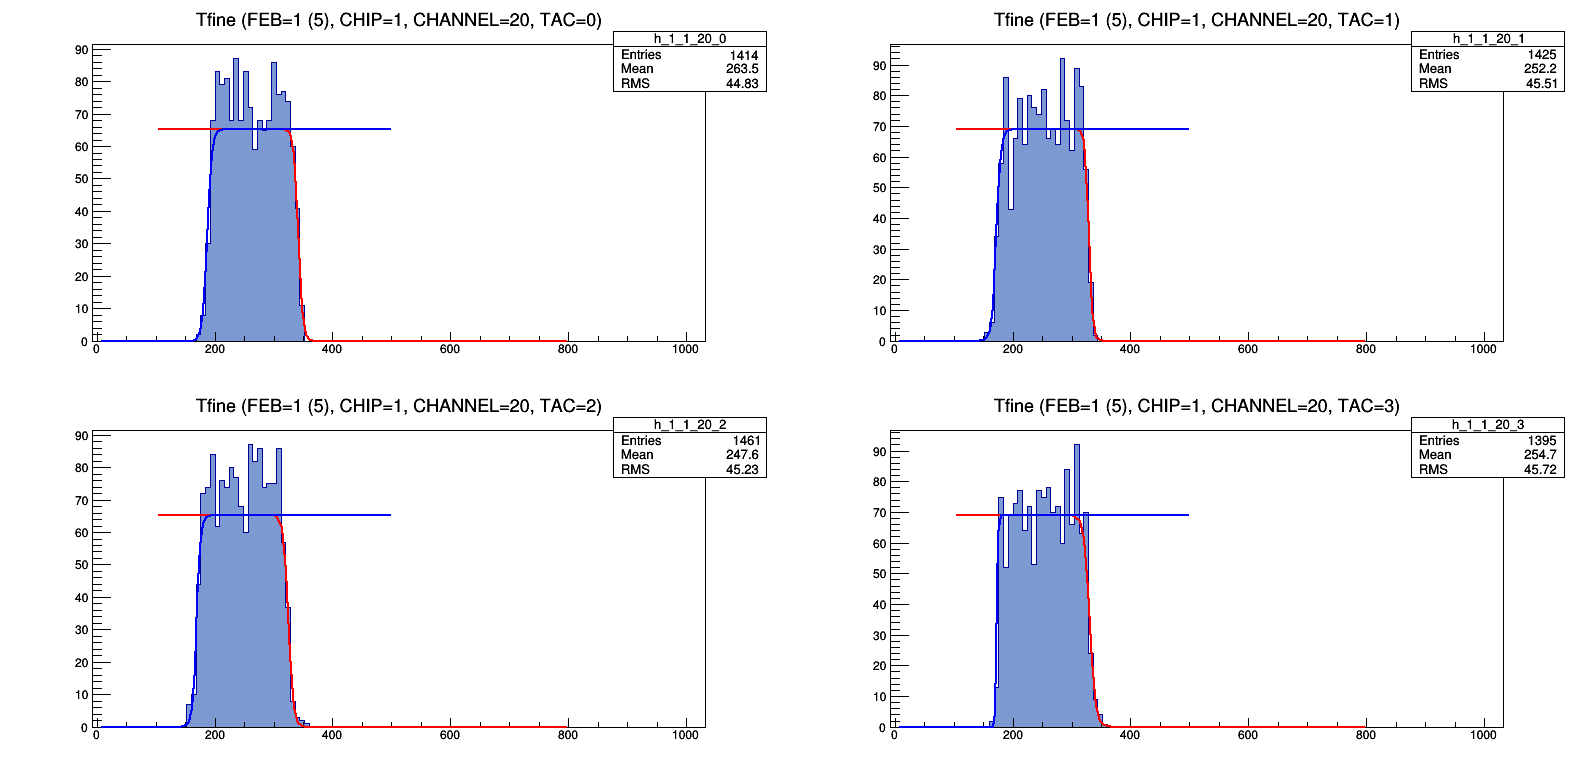 Tfine (FEB=1 (5), CHIP=1, CHANNEL=20, TAC=0)
h_1_1_20_0
Entries 1414
Mean 263.5
RMS 44.83
90
80
70
60
50
40
30
20
10
0
0 200 400 600 800 1000
Tfine (FEB=1 (5), CHIP=1, CHANNEL=20, TAC=1)
h_1_1_20_1
Entries 1425
Mean 252.2
RMS 45.51
90
80
70
60
50
40
30
20
10
0
0 200 400 600 800 1000
Tfine (FEB=1 (5), CHIP=1, CHANNEL=20, TAC=2)
h_1_1_20_2
Entries 1461
Mean 247.6
RMS 45.23
90
80
70
60
50
40
30
20
10
0
0 200 400 600 800 1000
Tfine (FEB=1 (5), CHIP=1, CHANNEL=20, TAC=3)
h_1_1_20_3
Entries 1395
Mean 254.7
RMS 45.72
90
80
70
60
50
40
30
20
10
0
0 200 400 600 800 1000